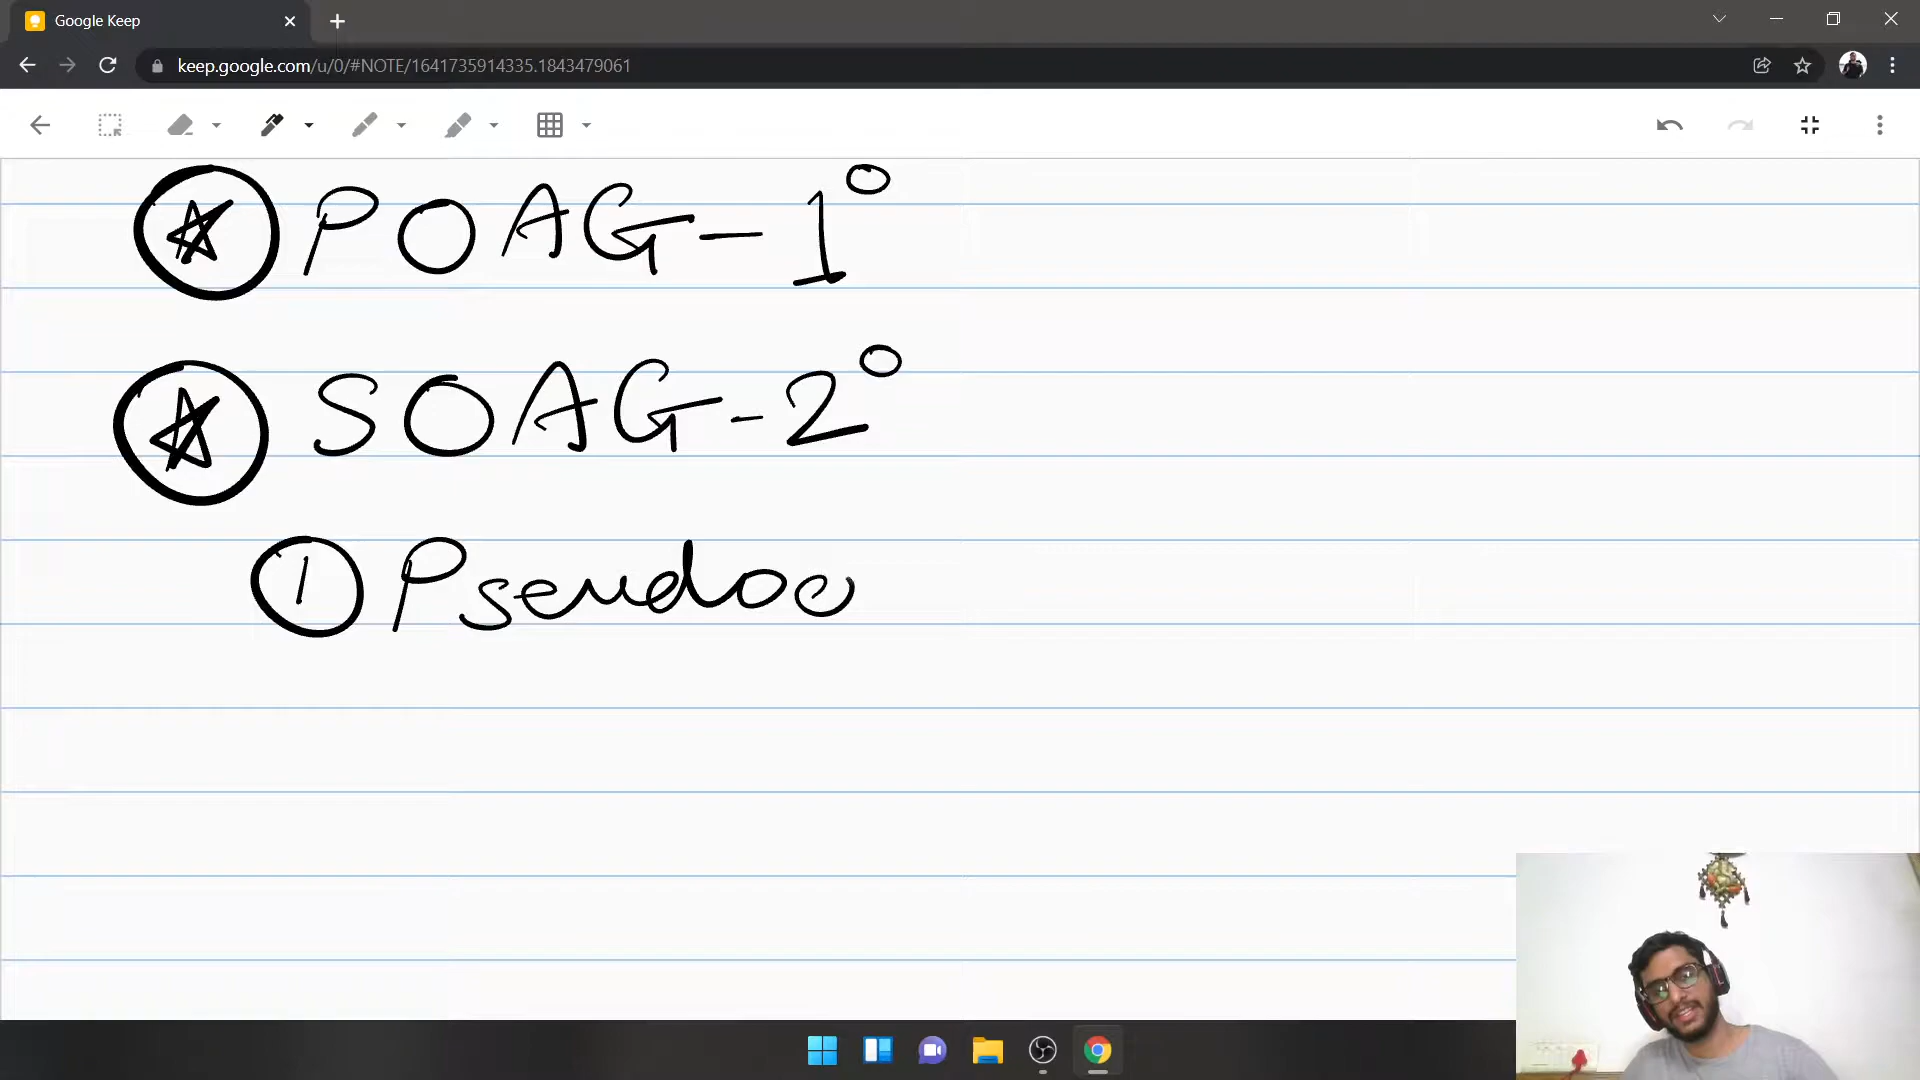 Google Keep
keep.google.com/u/0/#NOTE/1641735914335.1843479061
POAG-1°
SOAG-2°
① Pseudoe